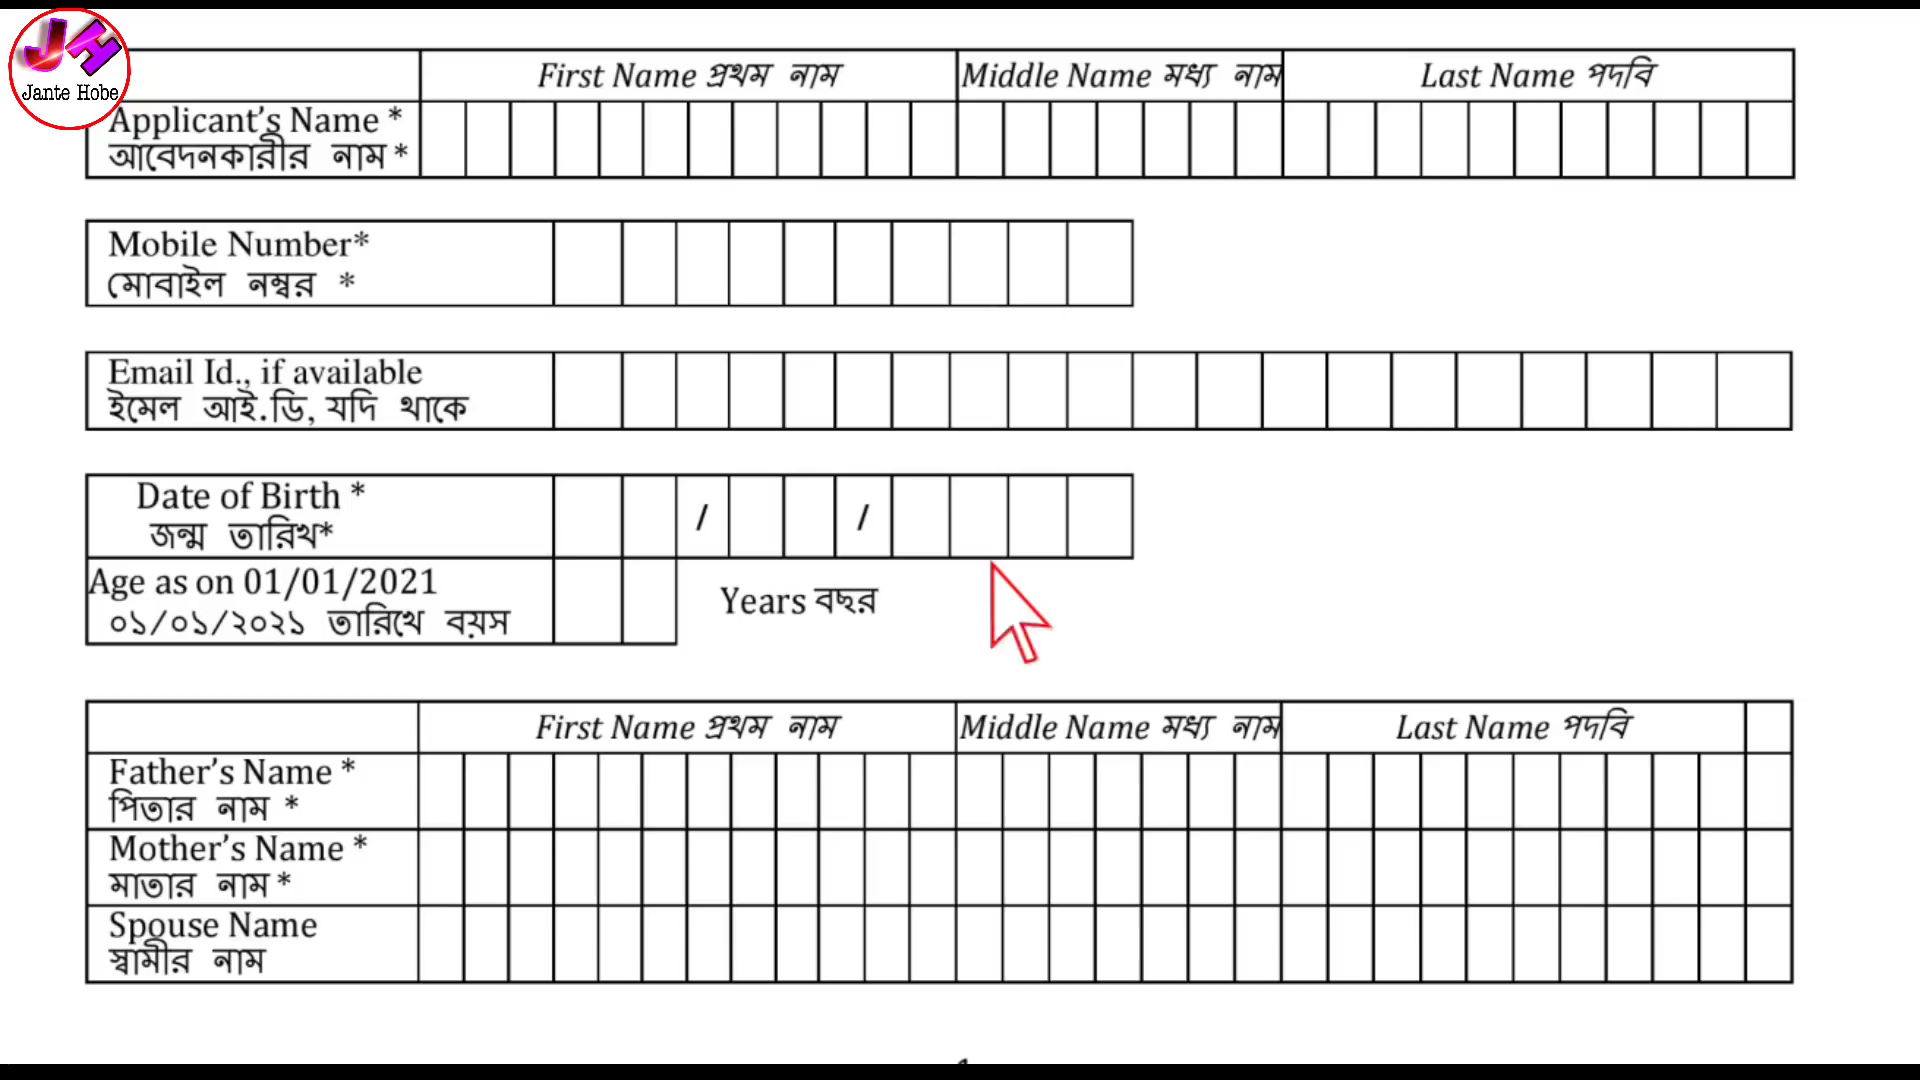 JH
Jante Hobe
First Name প্রথম নাম Middle Name মধ্য নাম Last Name পদবি
Applicant's Name *
আবেদনকারীর নাম *
Mobile Number*
মোবাইল নম্বর *
Email Id., if available
ইমেল আই.ডি, যদি থাকে
Date of Birth *
জন্ম তারিখ*
/ /
Age as on 01/01/2021
০১/০১/২০২১ তারিখে বয়স
Years বছর
First Name প্রথম নাম Middle Name মধ্য নাম Last Name পদবি
Father's Name *
পিতার নাম *
Mother's Name *
মাতার নাম *
Spouse Name
স্বামীর নাম